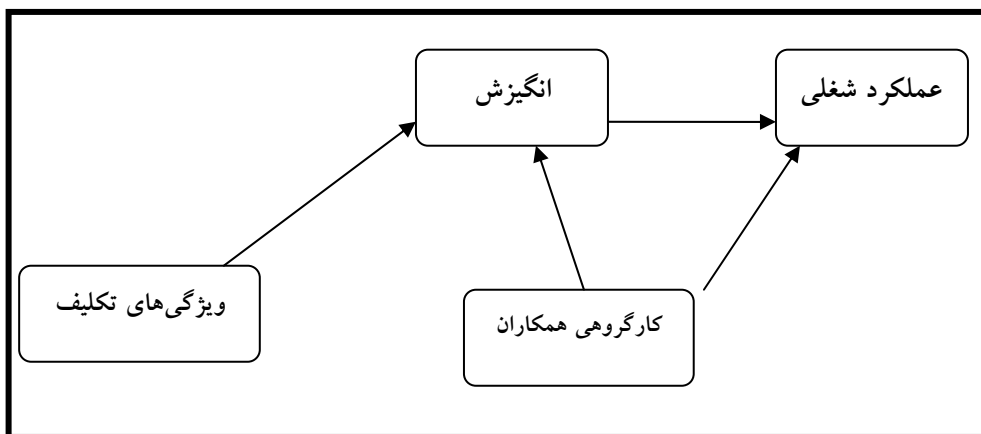 عملکرد شغلی
انگیزش
ویژگی‌های تکلیف
کارگروهی همکاران